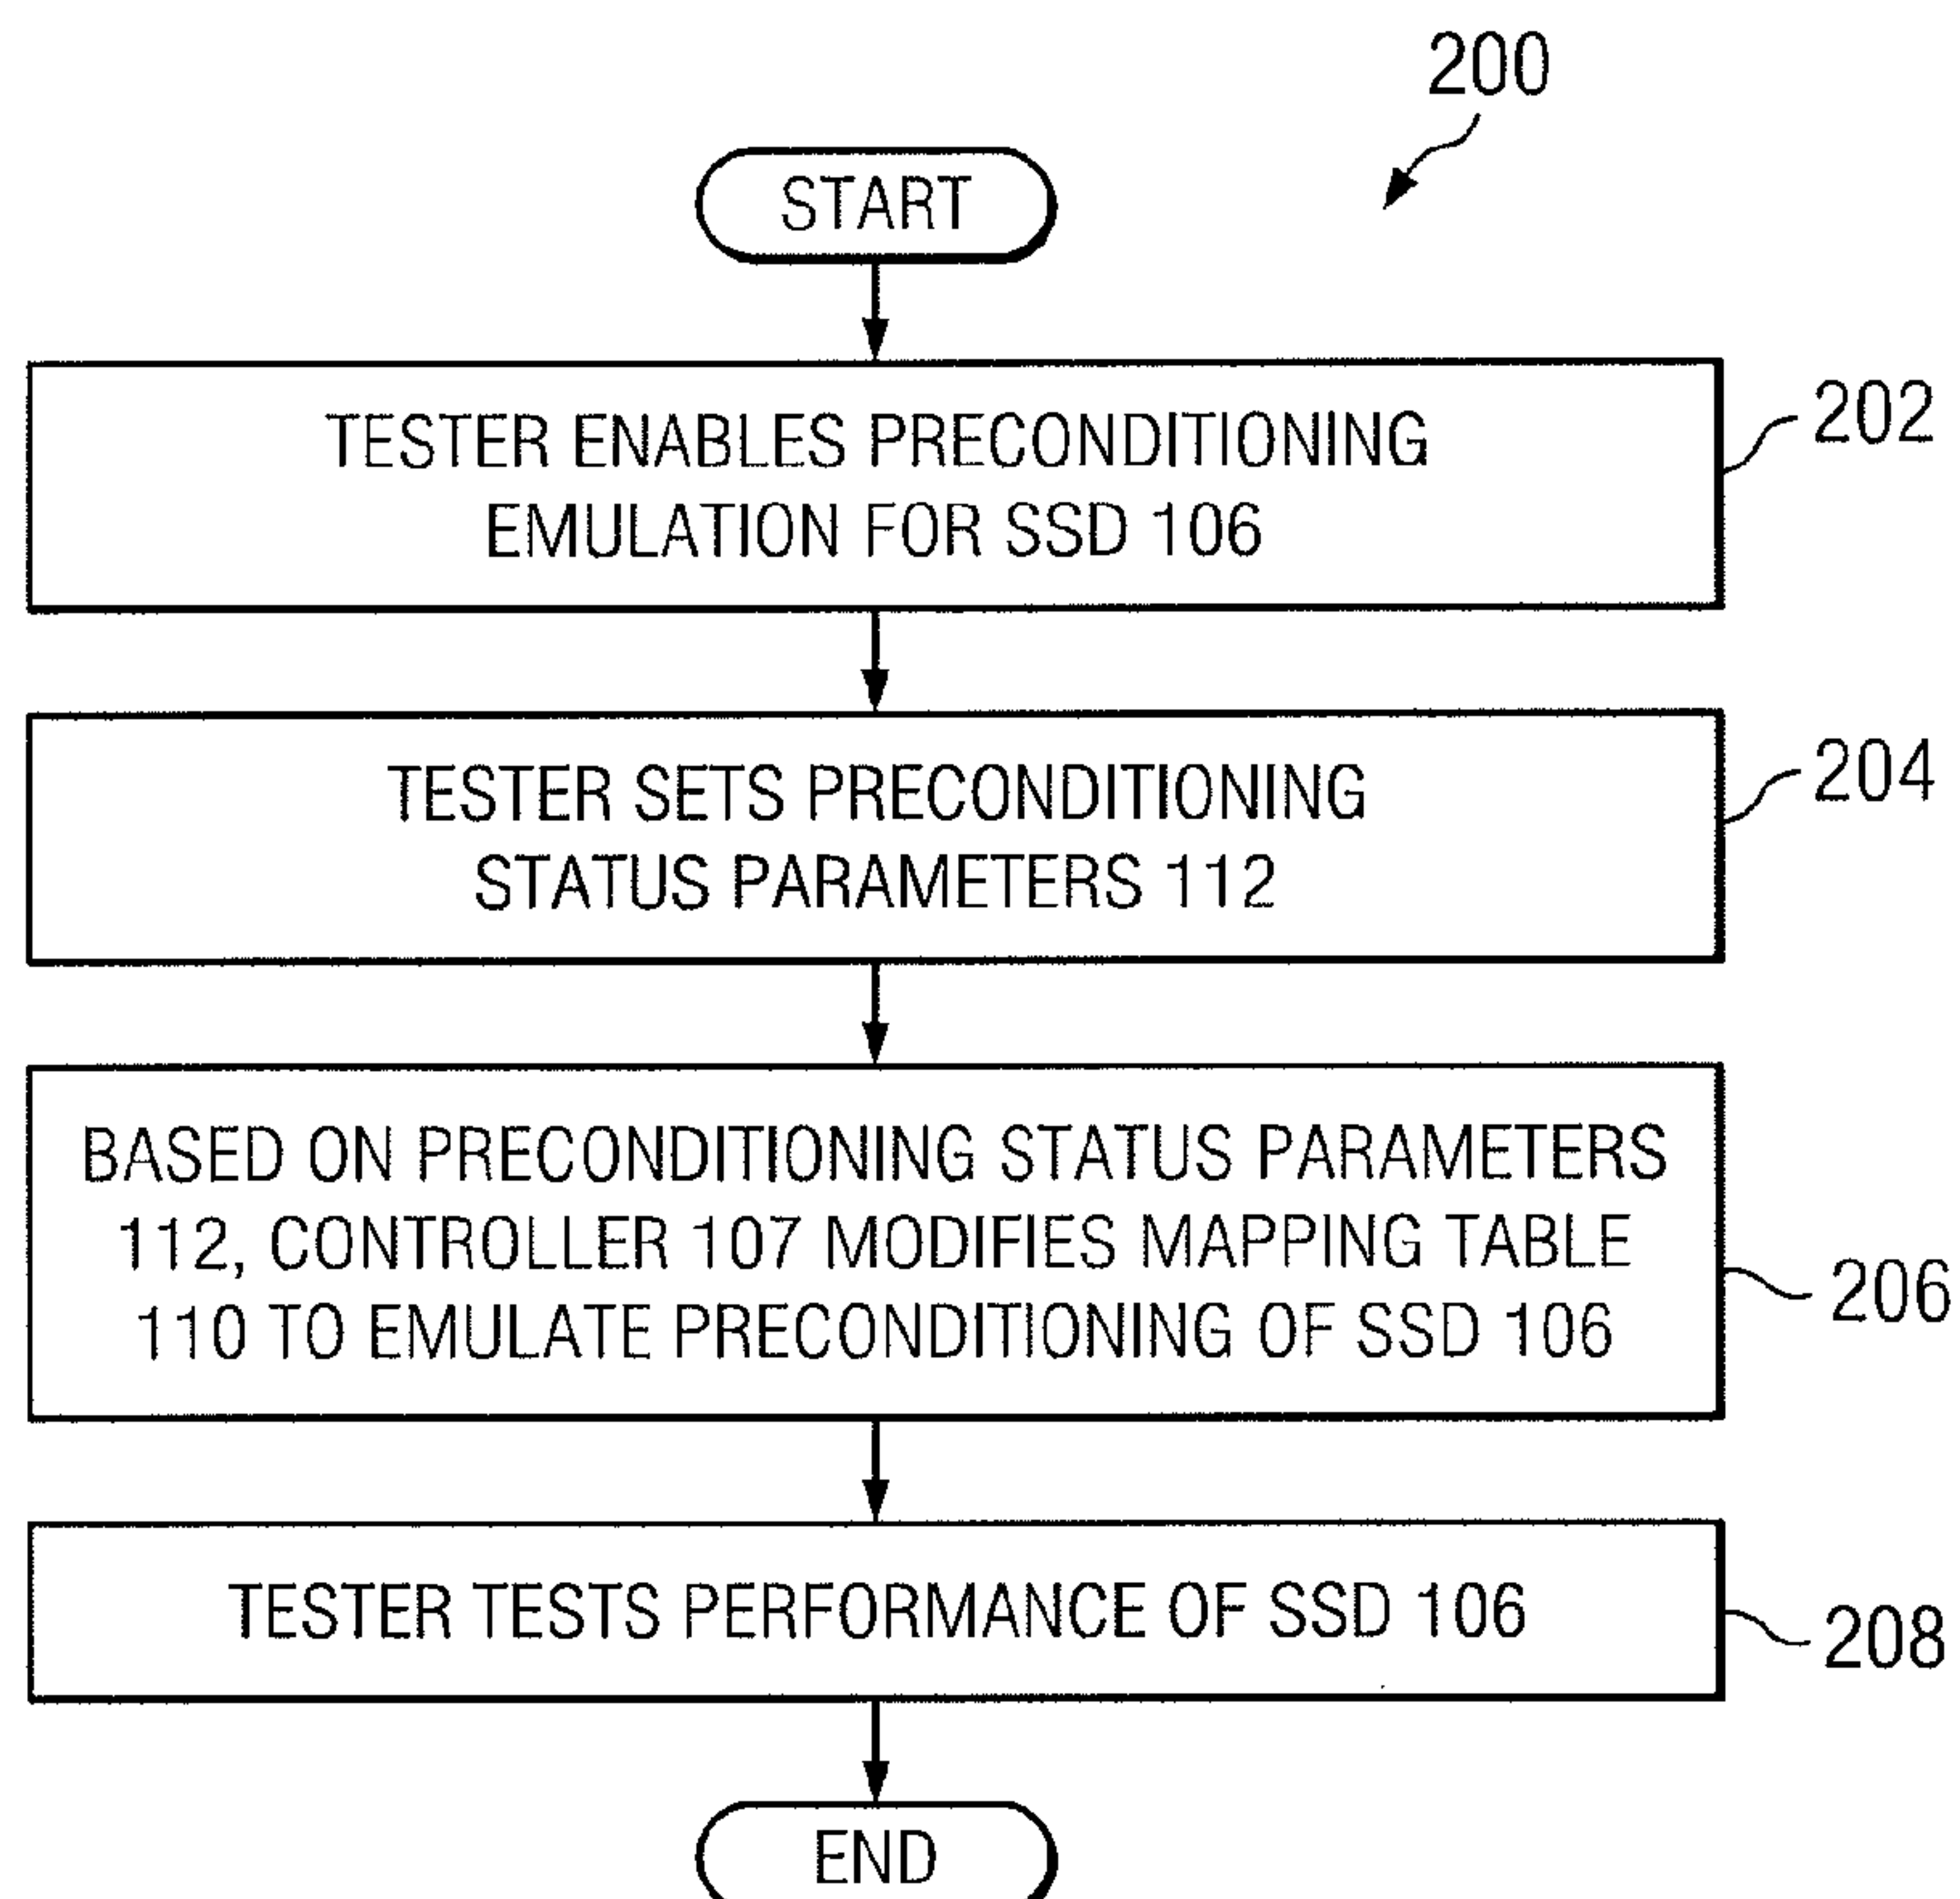 200
START
TESTER ENABLES PRECONDITIONING
EMULATION FOR SSD 106
202
TESTER SETS PRECONDITIONING
STATUS PARAMETERS 112
204
BASED ON PRECONDITIONING STATUS PARAMETERS
112, CONTROLLER 107 MODIFIES MAPPING TABLE
110 TO EMULATE PRECONDITIONING OF SSD 106
206
TESTER TESTS PERFORMANCE OF SSD 106
208
END